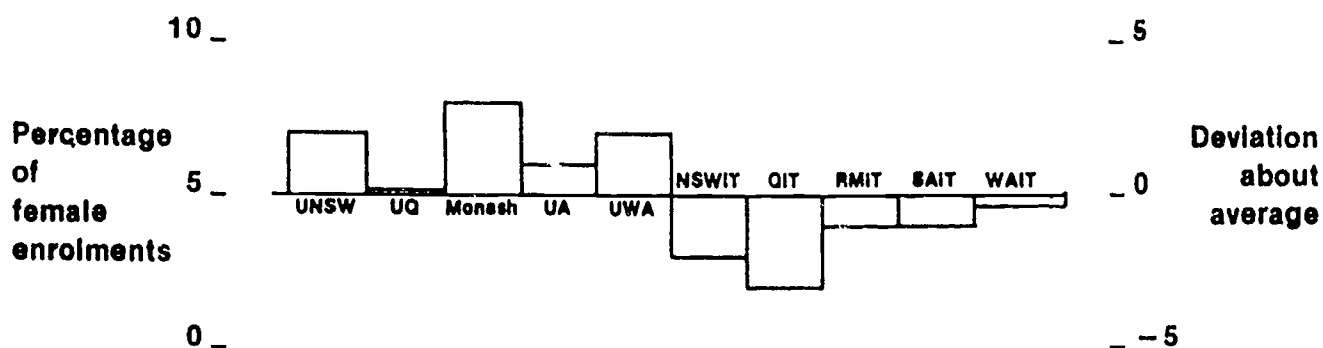 10
5
Percentage
of
female
enrolments
5
0
NSWIT QIT RMIT SAIT WAIT
UNSW UQ Monash UA UWA
Deviation
about
average
0
-5